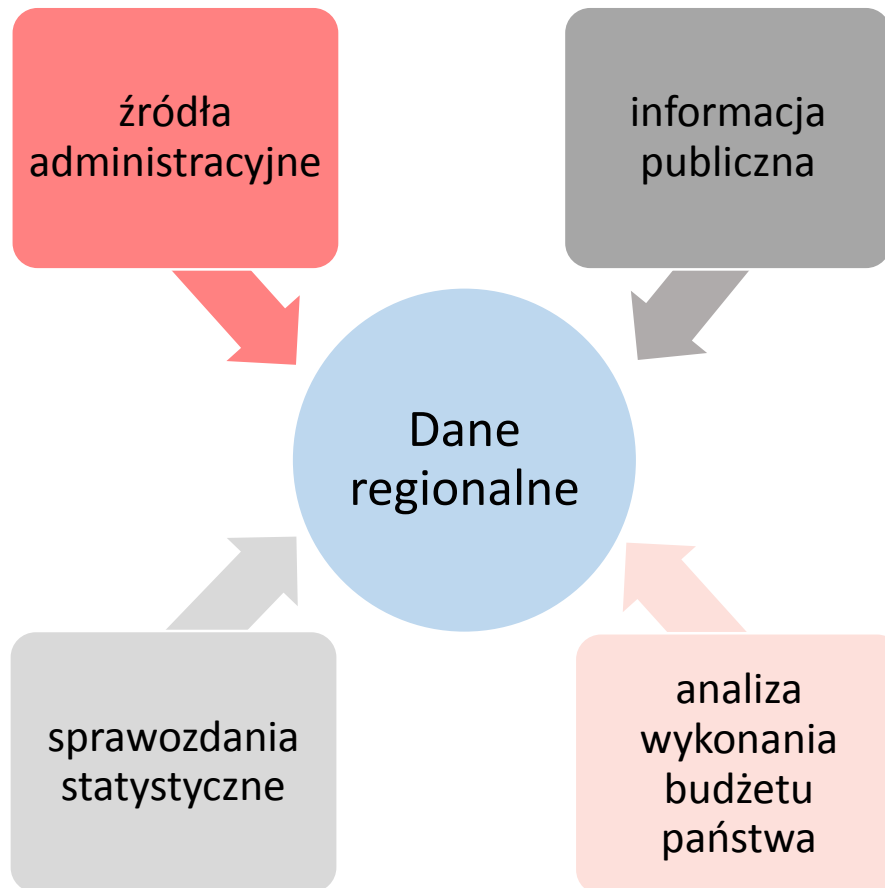 źródła
administracyjne
informacja
publiczna
Dane
regionalne
sprawozdania
statystyczne
analiza
wykonania
budżetu
państwa